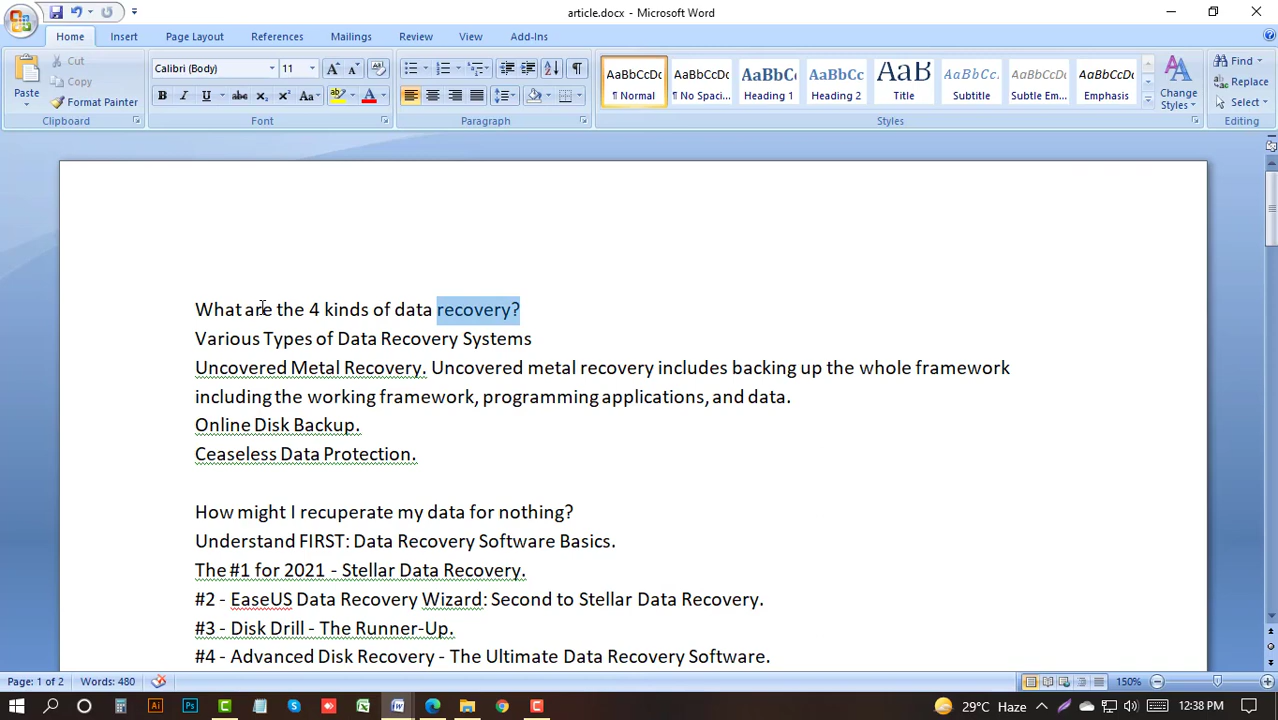 article.docx - Microsoft Word
Home Insert Page Layout References Mailings Review View Add-Ins
Paste
Cut
Copy
Format Painter
Clipboard
Calibri (Body) 11
Font
Paragraph
AaBbCcDc ¶ Normal
AaBbCcDc ¶ No Spaci...
AaBbCc Heading 1
AaBbCc Heading 2
AaB Title
AaBbCc. Subtitle
AaBbCcDc Subtle Em...
AaBbCcDc Emphasis
Change Styles
Styles
Find
Replace
Select
Editing
What are the 4 kinds of data recovery?
Various Types of Data Recovery Systems
Uncovered Metal Recovery. Uncovered metal recovery includes backing up the whole framework
including the working framework, programming applications, and data.
Online Disk Backup.
Ceaseless Data Protection.
How might I recuperate my data for nothing?
Understand FIRST: Data Recovery Software Basics.
The #1 for 2021 - Stellar Data Recovery.
#2 - EaseUS Data Recovery Wizard: Second to Stellar Data Recovery.
#3 - Disk Drill - The Runner-Up.
#4 - Advanced Disk Recovery - The Ultimate Data Recovery Software.
Page: 1 of 2 Words: 480 150%
29°C Haze 12:38 PM